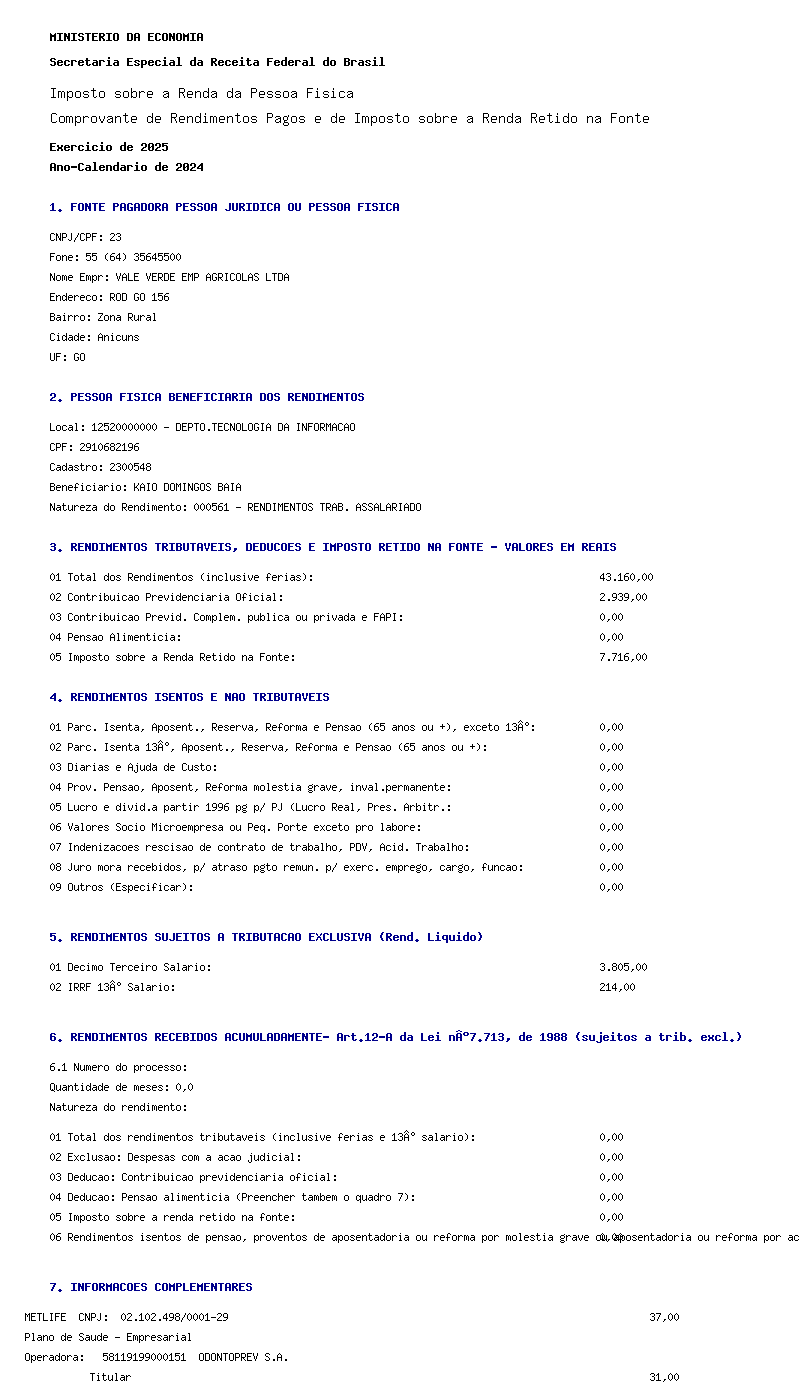 MINISTERIO DA ECONOMIA
Secretaria Especial da Receita Federal do Brasil
Imposto sobre a Renda da Pessoa Fisica
Comprovante de Rendimentos Pagos e de Imposto sobre a Renda Retido na Fonte
Exercicio de 2025
Ano-Calendario de 2024
1. FONTE PAGADORA PESSOA JURIDICA OU PESSOA FISICA
CNPJ/CPF: 23
Fone: 55 (64) 35645500
Nome Empr: VALE VERDE EMP AGRICOLAS LTDA
Endereco: ROD GO 156
Bairro: Zona Rural
Cidade: Anicuns
UF: GO
2. PESSOA FISICA BENEFICIARIA DOS RENDIMENTOS
Local: 12520000000 - DEPTO.TECNOLOGIA DA INFORMACAO
CPF: 2910682196
Cadastro: 2300548
Beneficiario: KAIO DOMINGOS BAIA
Natureza do Rendimento: 000561 - RENDIMENTOS TRAB. ASSALARIADO
3. RENDIMENTOS TRIBUTAVEIS, DEDUCOES E IMPOSTO RETIDO NA FONTE - VALORES EM REAIS
01 Total dos Rendimentos (inclusive ferias): 43.160,00
02 Contribuicao Previdenciaria Oficial: 2.939,00
03 Contribuicao Previd. Complem. publica ou privada e FAPI: 0,00
04 Pensao Alimenticia: 0,00
05 Imposto sobre a Renda Retido na Fonte: 7.716,00
4. RENDIMENTOS ISENTOS E NAO TRIBUTAVEIS
01 Parc. Isenta, Aposent., Reserva, Reforma e Pensao (65 anos ou +), exceto 13Âº: 0,00
02 Parc. Isenta 13Âº, Aposent., Reserva, Reforma e Pensao (65 anos ou +): 0,00
03 Diarias e Ajuda de Custo: 0,00
04 Prov. Pensao, Aposent, Reforma molestia grave, inval.permanente: 0,00
05 Lucro e divid.a partir 1996 pg p/ PJ (Lucro Real, Pres. Arbitr.: 0,00
06 Valores Socio Microempresa ou Peq. Porte exceto pro labore: 0,00
07 Indenizacoes rescisao de contrato de trabalho, PDV, Acid. Trabalho: 0,00
08 Juro mora recebidos, p/ atraso pgto remun. p/ exerc. emprego, cargo, funcao: 0,00
09 Outros (Especificar): 0,00
5. RENDIMENTOS SUJEITOS A TRIBUTACAO EXCLUSIVA (Rend. Liquido)
01 Decimo Terceiro Salario: 3.805,00
02 IRRF 13Âº Salario: 214,00
6. RENDIMENTOS RECEBIDOS ACUMULADAMENTE- Art.12-A da Lei nÂº7.713, de 1988 (sujeitos a trib. excl.)
6.1 Numero do processo:
Quantidade de meses: 0,0
Natureza do rendimento:
01 Total dos rendimentos tributaveis (inclusive ferias e 13Âº salario): 0,00
02 Exclusao: Despesas com a acao judicial: 0,00
03 Deducao: Contribuicao previdenciaria oficial: 0,00
04 Deducao: Pensao alimenticia (Preencher tambem o quadro 7): 0,00
05 Imposto sobre a renda retido na fonte: 0,00
06 Rendimentos isentos de pensao, proventos de aposentadoria ou reforma por molestia grave ou aposentadoria ou reforma por ac 0,00
7. INFORMACOES COMPLEMENTARES
METLIFE CNPJ: 02.102.498/0001-29 37,00
Plano de Saude - Empresarial
Operadora: 58119199000151 ODONTOPREV S.A.
Titular 31,00